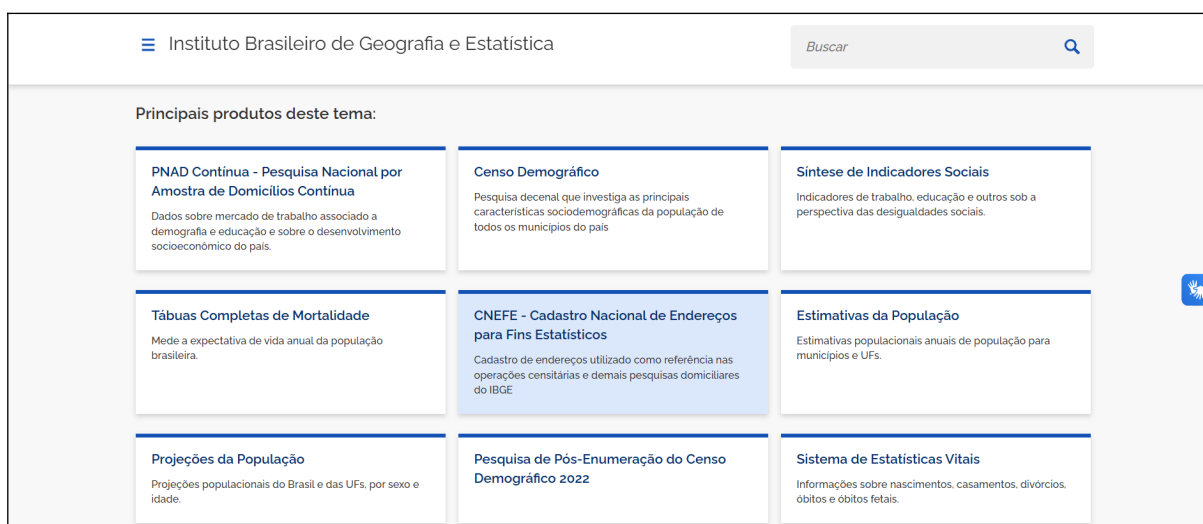 Instituto Brasileiro de Geografia e Estatística
Buscar
Principais produtos deste tema:
PNAD Contínua - Pesquisa Nacional por
Amostra de Domicílios Contínua
Dados sobre mercado de trabalho associado a
demografia e educação e sobre o desenvolvimento
socioeconômico do país.
Censo Demográfico
Pesquisa decenal que investiga as principais
características sociodemográficas da população de
todos os municípios do país
Síntese de Indicadores Sociais
Indicadores de trabalho, educação e outros sob a
perspectiva das desigualdades sociais.
Tábuas Completas de Mortalidade
Mede a expectativa de vida anual da população
brasileira.
CNEFE - Cadastro Nacional de Endereços
para Fins Estatísticos
Cadastro de endereços utilizado como referência nas
operações censitárias e demais pesquisas domiciliares
do IBGE
Estimativas da População
Estimativas populacionais anuais de população para
municípios e UFs.
Projeções da População
Projeções populacionais do Brasil e das UFs, por sexo e
idade.
Pesquisa de Pós-Enumeração do Censo
Demográfico 2022
Sistema de Estatísticas Vitais
Informações sobre nascimentos, casamentos, divórcios,
óbitos e óbitos fetais.